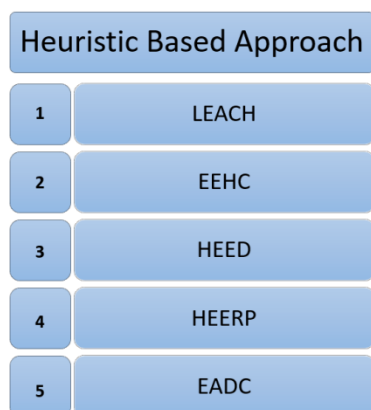 Heuristic Based Approach
1 LEACH
2 EEHC
3 HEED
4 HEERP
5 EADC